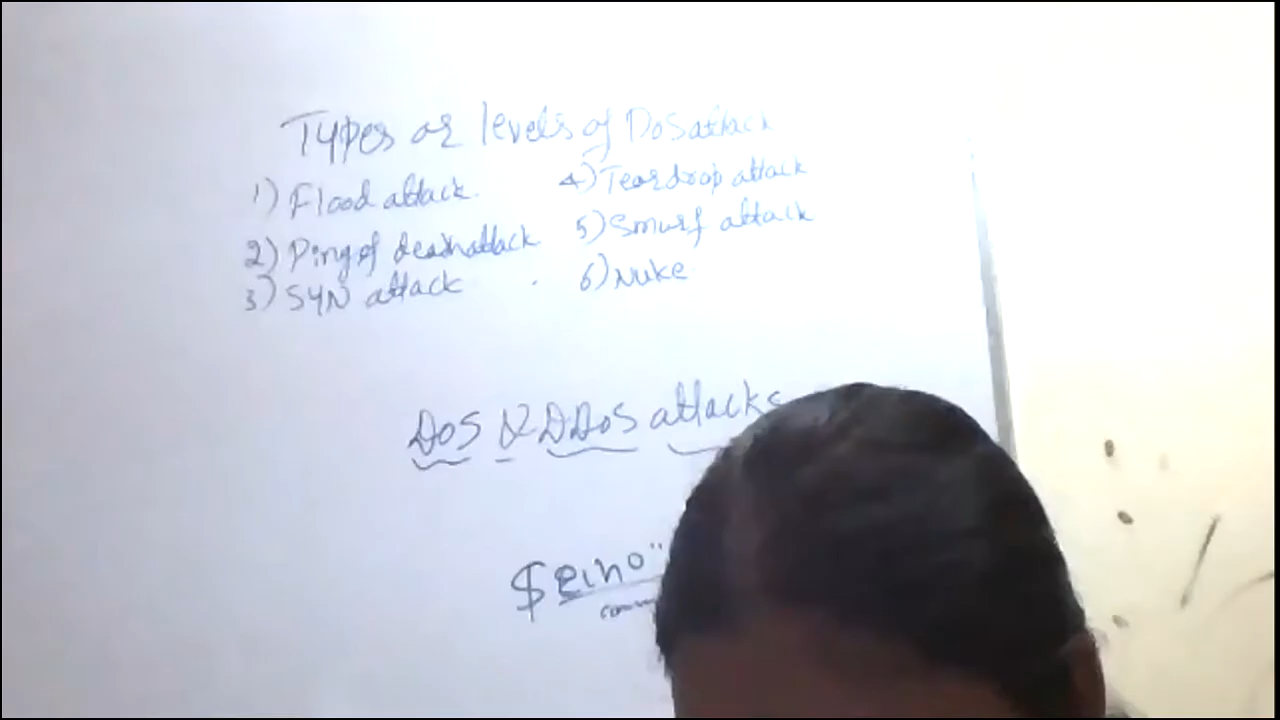 Types or levels of DoS attack
1) Flood attack.
2) Ping of death attack
3) SYN attack
4) Teardrop attack
5) Smurf attack
6) Nuke
DoS & DDoS attacks